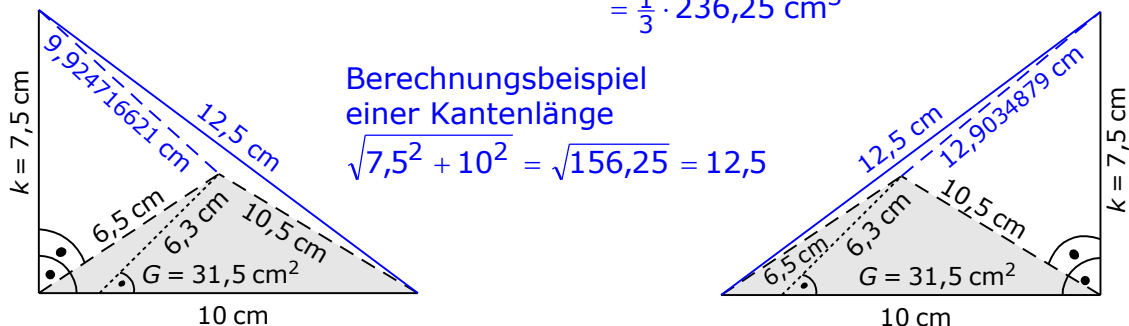 = 1/3 · 236,25 cm³
Berechnungsbeispiel
einer Kantenlänge
√(7,5² + 10²) = √156,25 = 12,5
k = 7,5 cm
9,924716621 cm
12,5 cm
6,5 cm
6,3 cm
10,5 cm
G = 31,5 cm²
10 cm
12,5 cm
12,9034879 cm
k = 7,5 cm
6,5 cm
6,3 cm
10,5 cm
G = 31,5 cm²
10 cm